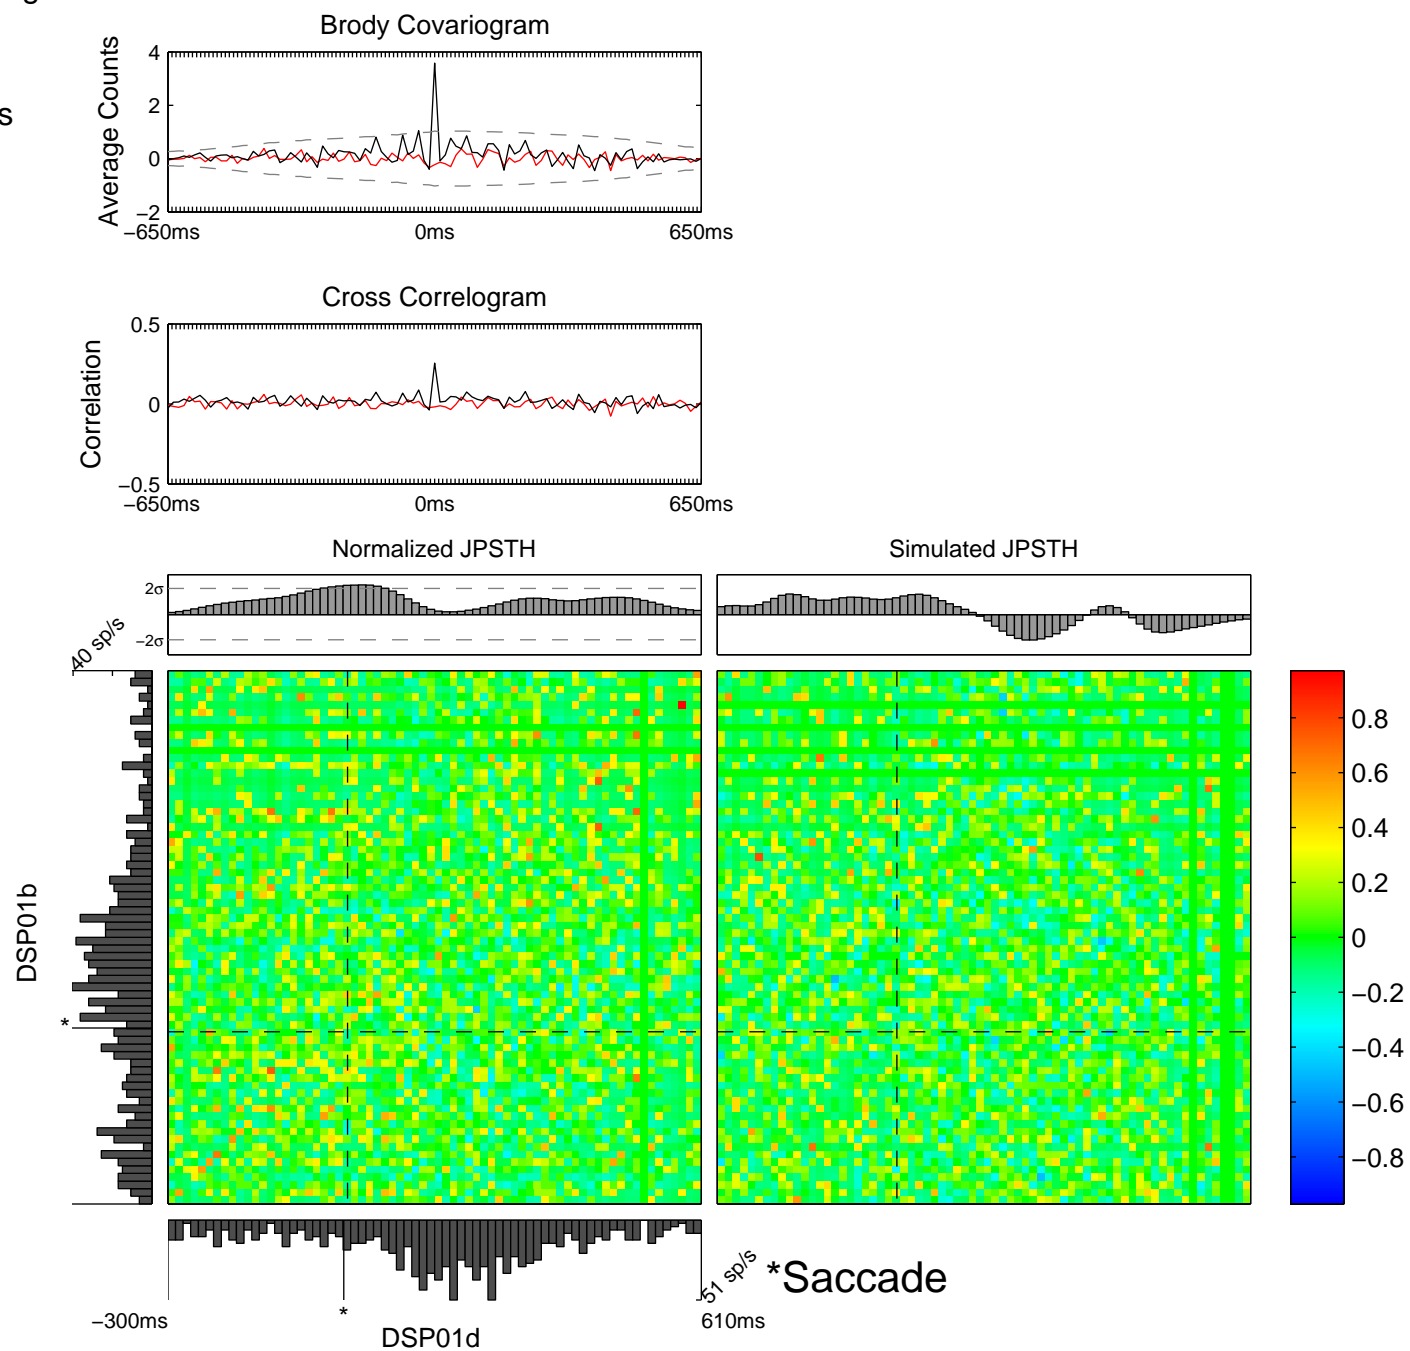 g
Brody Covariogram
s
Average Counts
4
2
0
−2
−650ms 0ms 650ms
Cross Correlogram
Correlation
0.5
0
−0.5
−650ms 0ms 650ms
Normalized JPSTH Simulated JPSTH
2σ
−2σ
40 sp/s
DSP01b
*
0.8
0.6
0.4
0.2
0
−0.2
−0.4
−0.6
−0.8
51 sp/s
*Saccade
*
−300ms 610ms
DSP01d